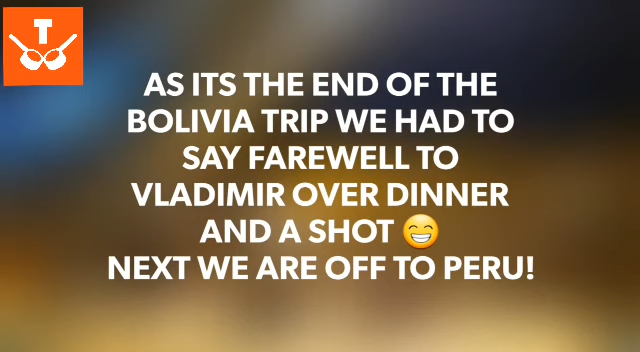 T
AS ITS THE END OF THE
BOLIVIA TRIP WE HAD TO
SAY FAREWELL TO
VLADIMIR OVER DINNER
AND A SHOT 😁
NEXT WE ARE OFF TO PERU!